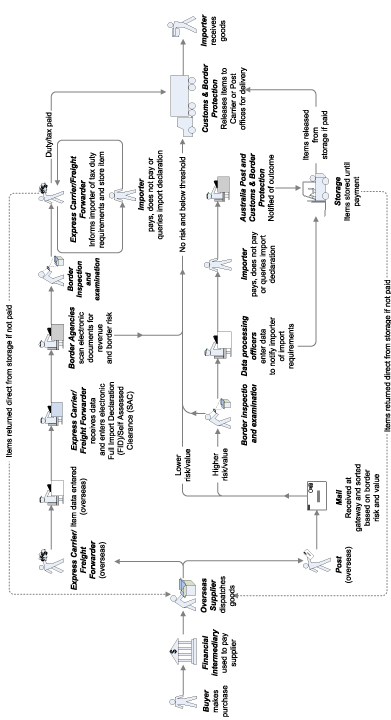 Buyer
makes
purchase
Financial
Intermediary
used to pay
supplier
Overseas
Supplier
dispatches
goods
Items returned direct from storage if not paid
Express Carrier/
Freight
Forwarder
(overseas)
Item data entered
(overseas)
Express Carrier/
Freight Forwarder
receives data
and enters electronic
Full Import Declaration
(FID)/Self Assessed
Clearance (SAC)
Border Agencies
scan electronic
documents for
revenue
and border risk
Border
Inspection
and
examination
Express Carrier/Freight
Forwarder
Informs importer of tax duty
requirements and store item
Importer
pays, does not pay or
queries import declaration
Duty/tax paid
No risk and below threshold
Lower
risk/value
Higher
risk/value
Border inspection
and examination
Post
(overseas)
Mail
Received at
gateway and sorted
based on border
risk and value
Data processing
officers
enter data
to notify importer
of import
requirements
Importer
pays, does not pay
or queries import
declaration
Australia Post and
Customs & Border
Protection
Notified of outcome
Storage
Items stored until
payment
Items released
from
storage if paid
Customs & Border
Protection
Releases items to
Carrier or Post
offices for delivery
Importer
receives
goods
Items returned direct from storage if not paid